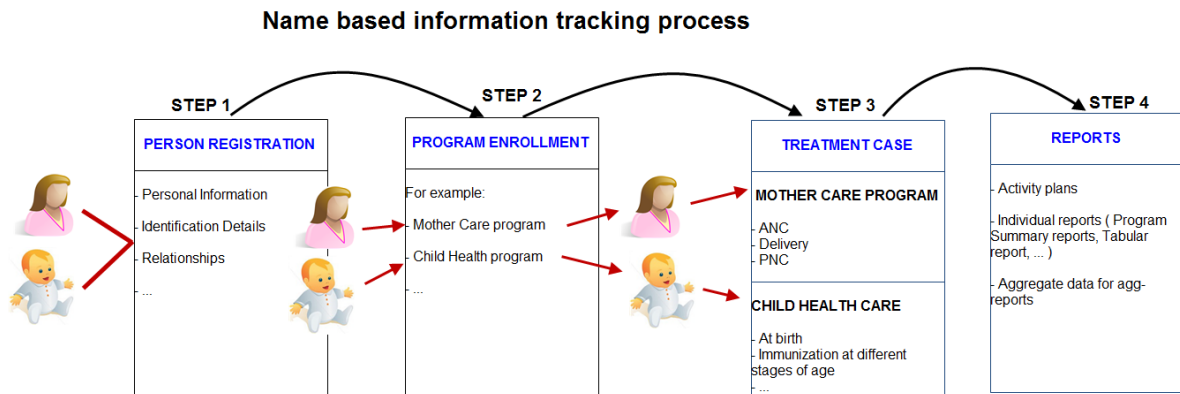 Name based information tracking process
STEP 1
PERSON REGISTRATION
- Personal Information
- Identification Details
- Relationships
- ...
STEP 2
PROGRAM ENROLLMENT
For example:
- Mother Care program
- Child Health program
- ...
STEP 3
TREATMENT CASE
MOTHER CARE PROGRAM
- ANC
- Delivery
- PNC
CHILD HEALTH CARE
- At birth
- Immunization at different
stages of age
- ...
STEP 4
REPORTS
- Activity plans
- Individual reports ( Program
Summary reports, Tabular
report, ... )
- Aggregate data for agg-
reports